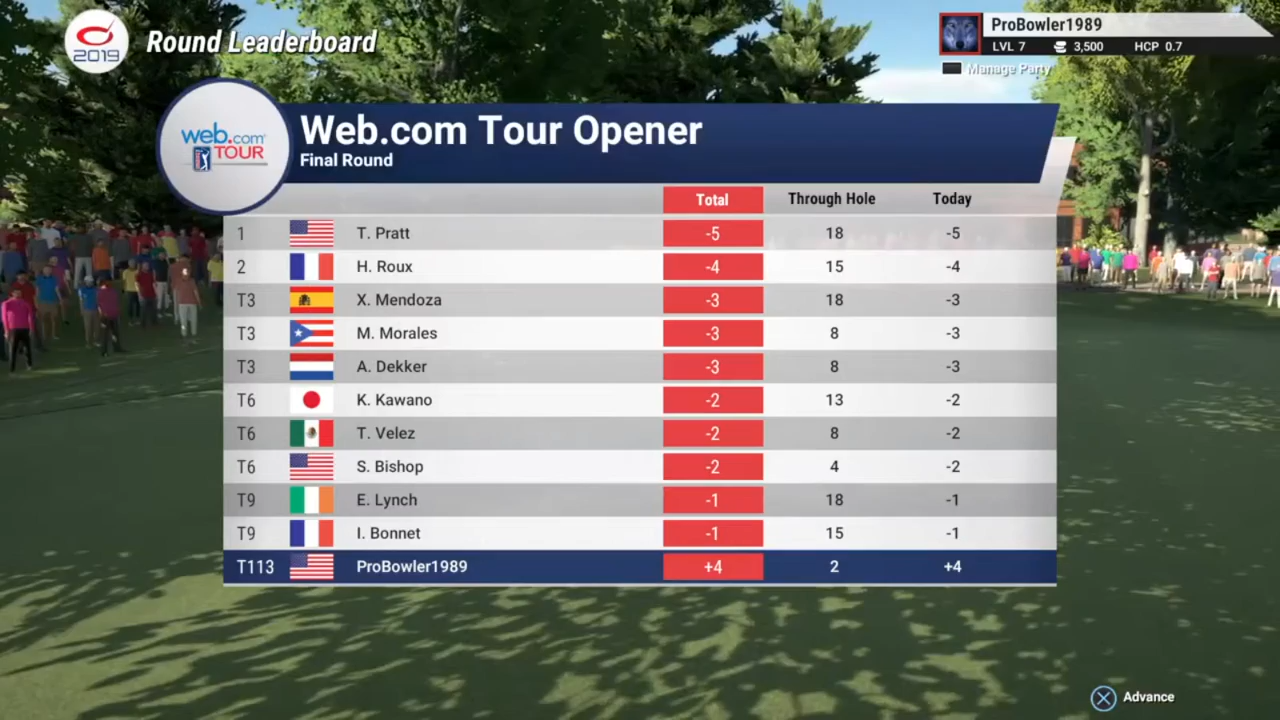 2019
Round Leaderboard
ProBowler1989
LVL 7 3,500 HCP 0.7
Manage Party
web.com
TOUR
Web.com Tour Opener
Final Round
Total Through Hole Today
1 T. Pratt -5 18 -5
2 H. Roux -4 15 -4
T3 X. Mendoza -3 18 -3
T3 M. Morales -3 8 -3
T3 A. Dekker -3 8 -3
T6 K. Kawano -2 13 -2
T6 T. Velez -2 8 -2
T6 S. Bishop -2 4 -2
T9 E. Lynch -1 18 -1
T9 I. Bonnet -1 15 -1
T113 ProBowler1989 +4 2 +4
Advance